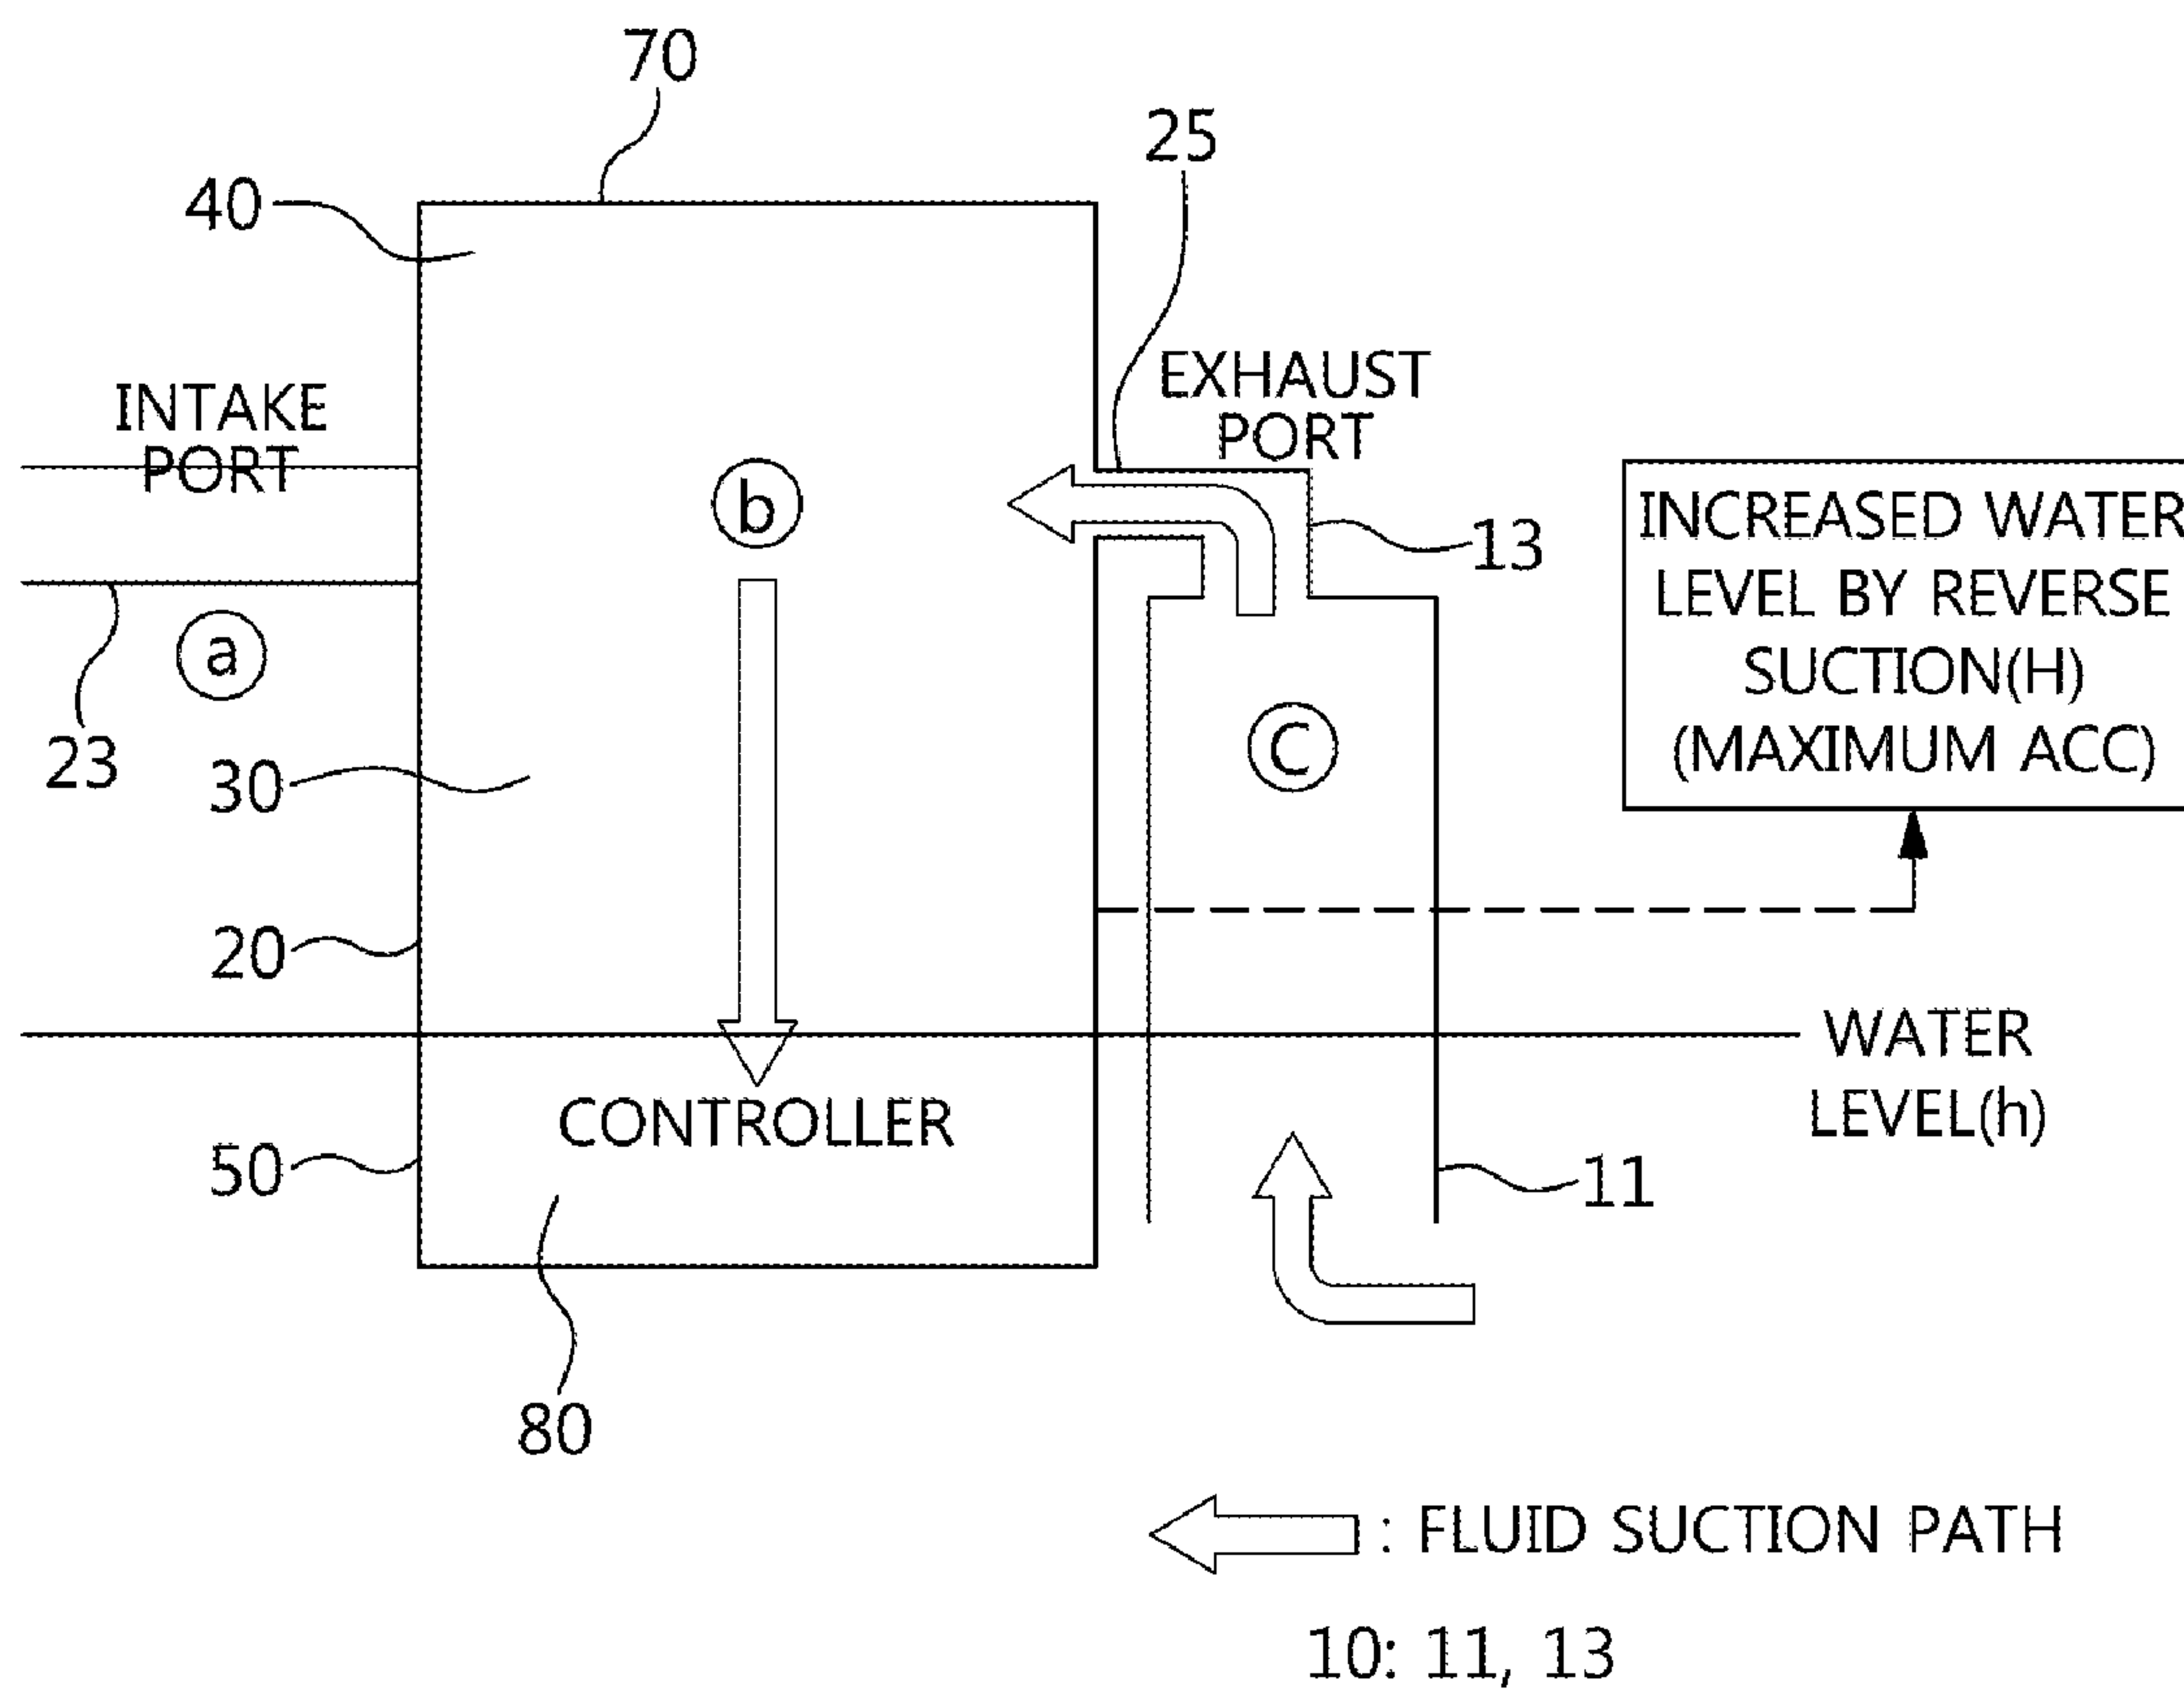 70
25
40
INTAKE
PORT
EXHAUST
PORT
b
13
INCREASED WATER
LEVEL BY REVERSE
SUCTION(H)
(MAXIMUM ACC)
a
23
30
C
20
WATER
LEVEL(h)
CONTROLLER
50
11
80
: FLUID SUCTION PATH
10: 11, 13